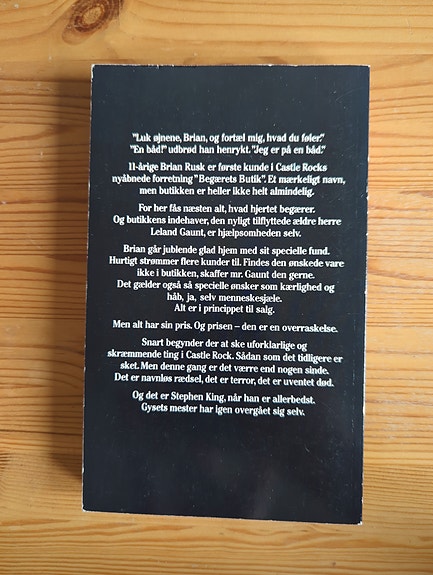 "Luk øjnene, Brian, og fortæl mig, hvad du føler."
"En båd!" udbrød han henrykt. "Jeg er på en båd."
11-årige Brian Rusk er første kunde i Castle Rocks
nyåbnede forretning "Begærets Butik". Et mærkeligt navn,
men butikken er heller ikke helt almindelig.
For her fås næsten alt, hvad hjertet begærer.
Og butikkens indehaver, den nyligt tilflyttede ældre herre
Leland Gaunt, er hjælpsomheden selv.
Brian går jublende glad hjem med sit specielle fund.
Hurtigt strømmer flere kunder til. Findes den ønskede vare
ikke i butikken, skaffer mr. Gaunt den gerne.
Det gælder også så specielle ønsker som kærlighed og
håb, ja, selv menneskesjæle.
Alt er i princippet til salg.
Men alt har sin pris. Og prisen – den er en overraskelse.
Snart begynder der at ske uforklarlige og
skræmmende ting i Castle Rock. Sådan som det tidligere er
sket. Men denne gang er det værre end nogen sinde.
Det er navnløs rædsel, det er terror, det er uventet død.
Og det er Stephen King, når han er allerbedst.
Gysets mester har igen overgået sig selv.